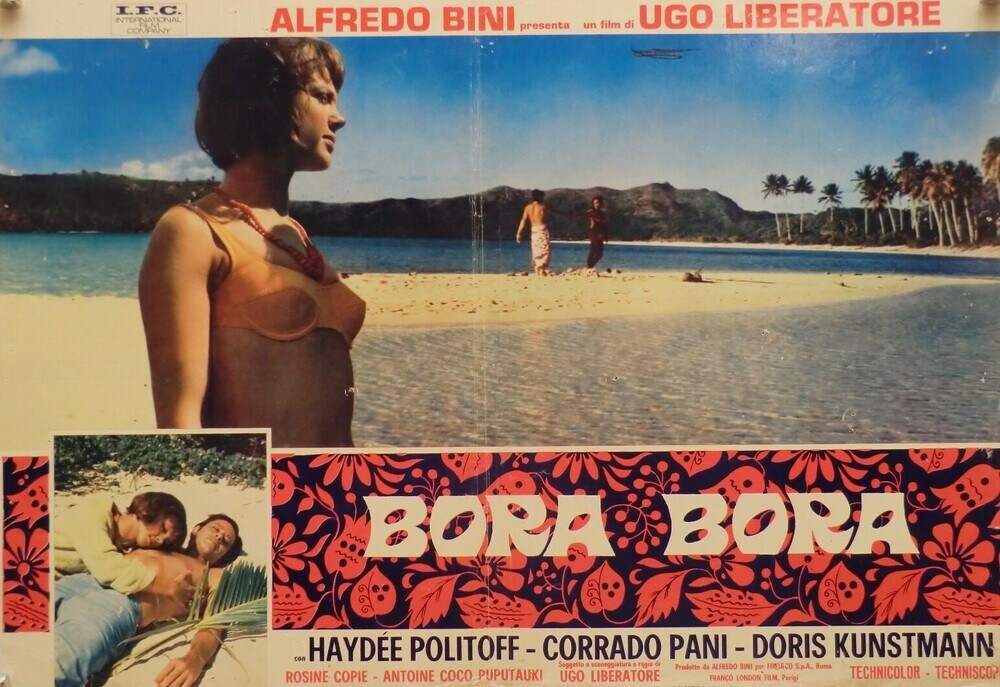 I.F.C.
INTERNATIONAL
FILM
COMPANY
ALFREDO BINI presenta un film di UGO LIBERATORE
BORA BORA
con HAYDÉE POLITOFF - CORRADO PANI - DORIS KUNSTMANN
ROSINE COPIE - ANTOINE COCO PUPUTAUKI
Soggetto e sceneggiatura e regia di
UGO LIBERATORE
Prodotto da ALFREDO BINI per S.p.A., Roma
FRANCO LONDON FILM, Parigi
TECHNICOLOR - TECHNISCO